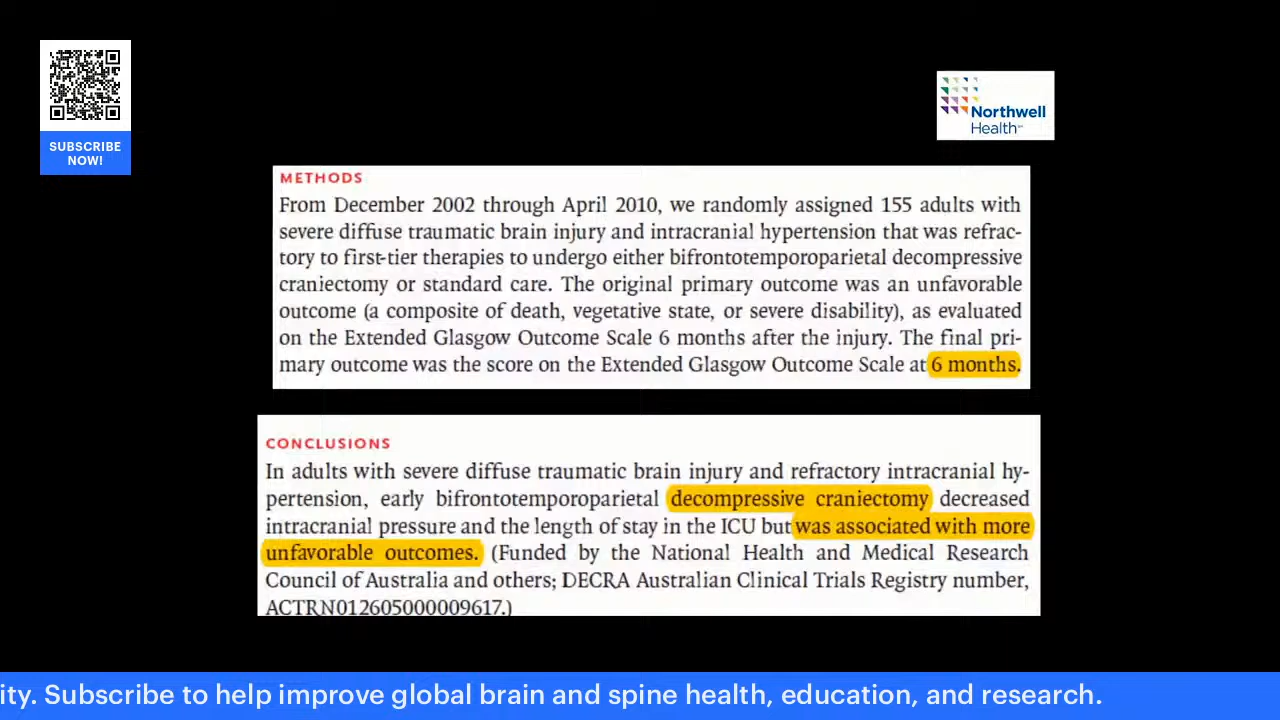 SUBSCRIBE
NOW!
Northwell
Health
METHODS
From December 2002 through April 2010, we randomly assigned 155 adults with
severe diffuse traumatic brain injury and intracranial hypertension that was refrac-
tory to first-tier therapies to undergo either bifrontotemporoparietal decompressive
craniectomy or standard care. The original primary outcome was an unfavorable
outcome (a composite of death, vegetative state, or severe disability), as evaluated
on the Extended Glasgow Outcome Scale 6 months after the injury. The final pri-
mary outcome was the score on the Extended Glasgow Outcome Scale at 6 months.
CONCLUSIONS
In adults with severe diffuse traumatic brain injury and refractory intracranial hy-
pertension, early bifrontotemporoparietal decompressive craniectomy decreased
intracranial pressure and the length of stay in the ICU but was associated with more
unfavorable outcomes. (Funded by the National Health and Medical Research
Council of Australia and others; DECRA Australian Clinical Trials Registry number,
ACTRN012605000009617.)
ity. Subscribe to help improve global brain and spine health, education, and research.